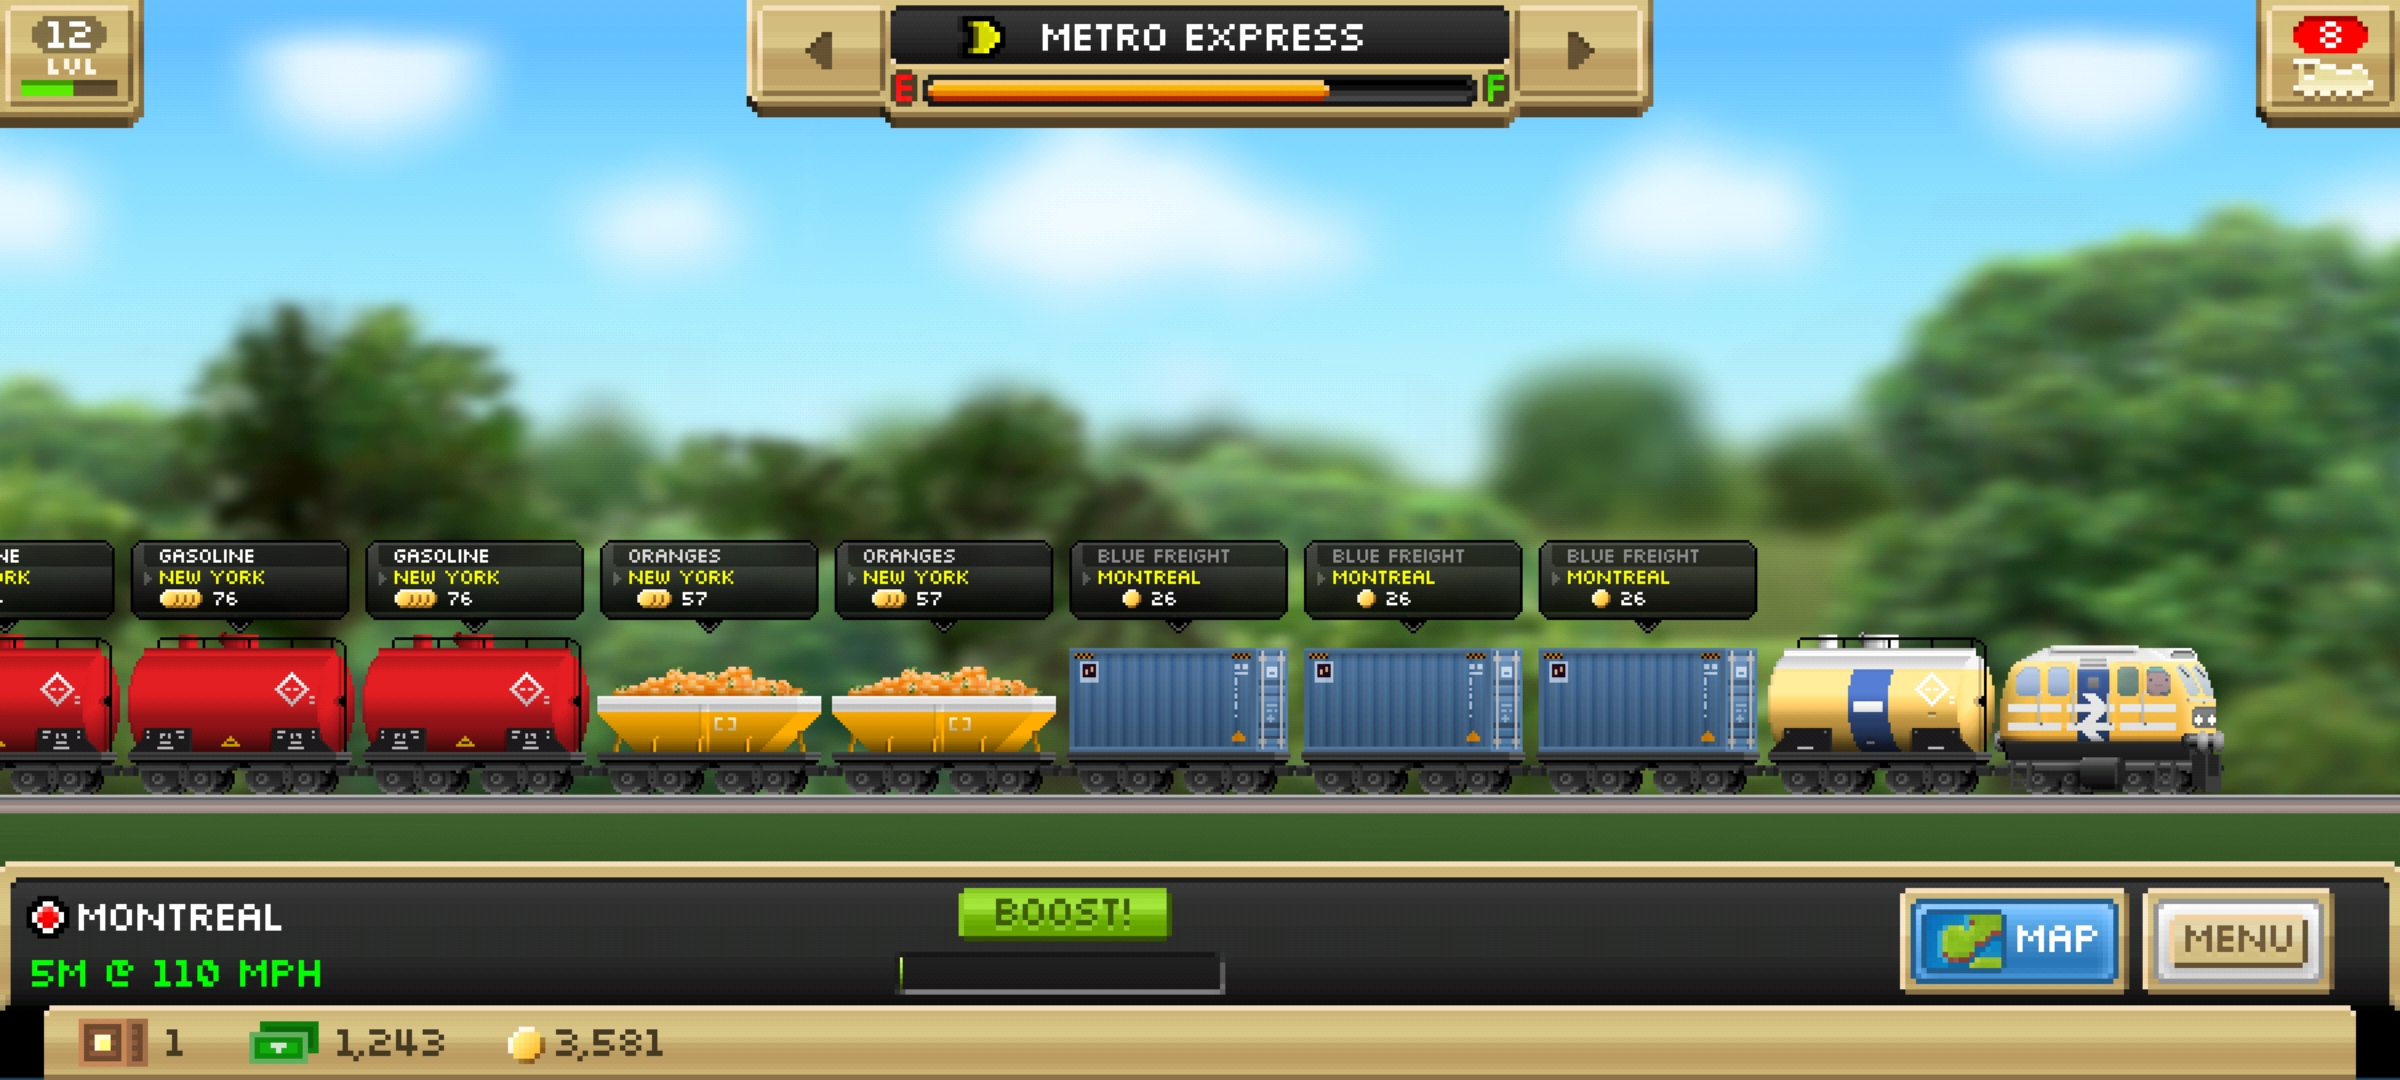 12
LVL
METRO EXPRESS
E F
8
GASOLINE
NEW YORK
76
GASOLINE
NEW YORK
76
ORANGES
NEW YORK
57
ORANGES
NEW YORK
57
BLUE FREIGHT
MONTREAL
26
BLUE FREIGHT
MONTREAL
26
BLUE FREIGHT
MONTREAL
26
MONTREAL
5M @ 110 MPH
BOOST!
MAP
MENU
1 1,243 3,581